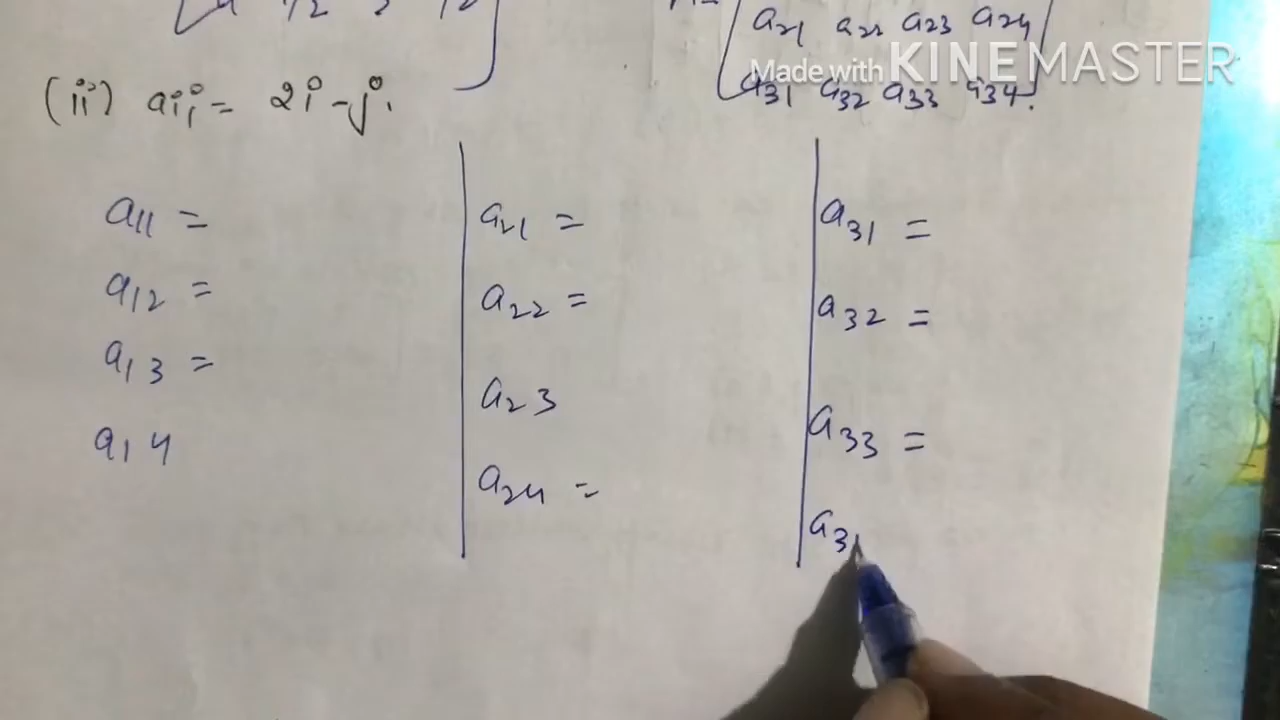 a21 a22 a23 a24
Made with KINEMASTER
a31 a32 a33 a34.
(ii) aij = 2i - j.
a11 =
a12 =
a13 =
a14
a21 =
a22 =
a23
a24 =
a31 =
a32 =
a33 =
a3